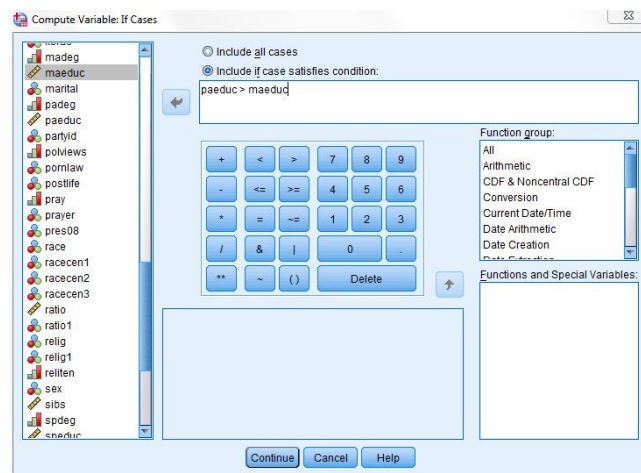 Compute Variable: If Cases
madeg
maeduc
marital
padeg
paeduc
partyid
polviews
pornlaw
postlife
pray
prayer
pres08
race
racecen1
racecen2
racecen3
ratio
ratio1
relig
relig1
reliten
sex
sibs
spdeg
speduc
Include all cases
Include if case satisfies condition:
paeduc > maeduc
+ < > 7 8 9
- <= >= 4 5 6
* = ~= 1 2 3
/ & | 0 .
** ~ ( ) Delete
Function group:
All
Arithmetic
CDF & Noncentral CDF
Conversion
Current Date/Time
Date Arithmetic
Date Creation
Date Extraction
Functions and Special Variables:
Continue Cancel Help